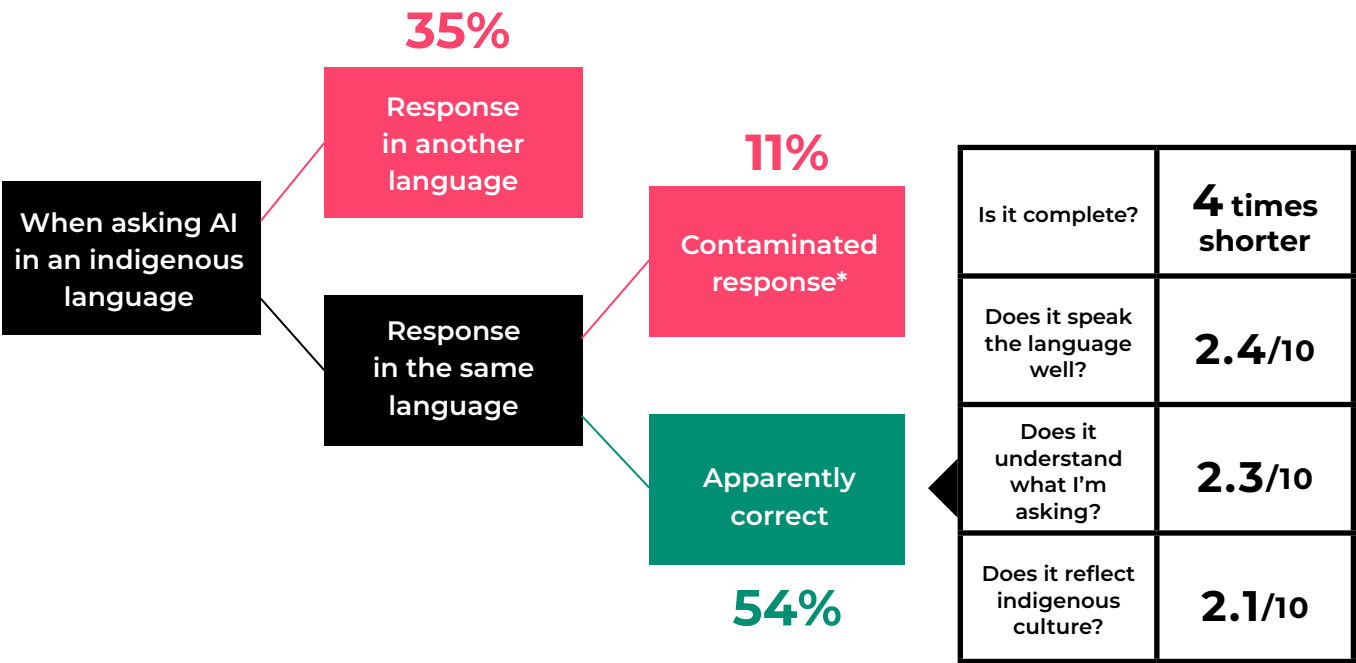 35%
Response
in another
language
11%
When asking AI
in an indigenous
language
Contaminated
response*
Response
in the same
language
Apparently
correct
54%
Is it complete?
4 times
shorter
Does it speak
the language
well?
2.4/10
Does it
understand
what I’m
asking?
2.3/10
Does it reflect
indigenous
culture?
2.1/10